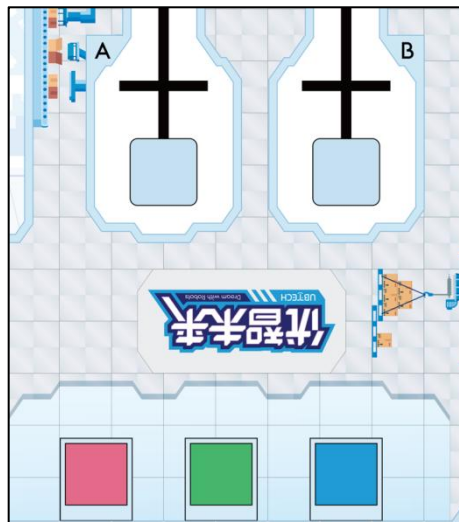 A
B
优智未来
Dream with Robots
UBTECH